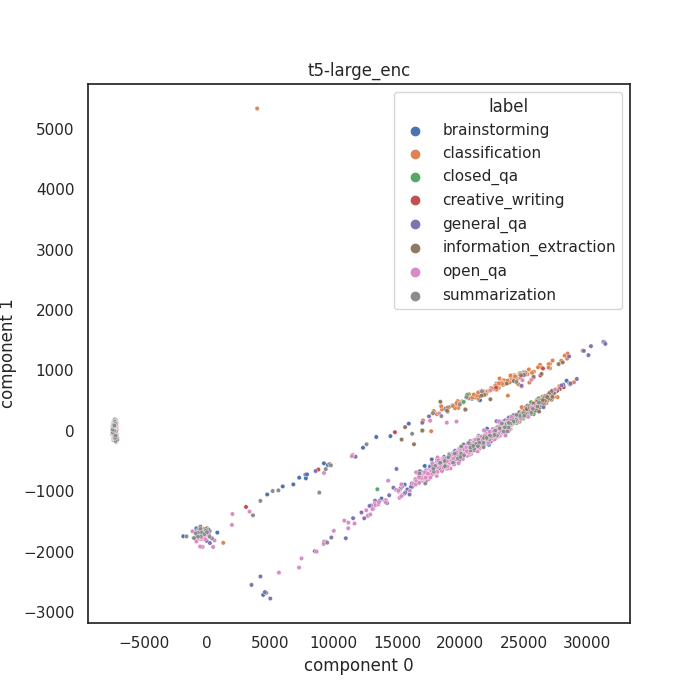 t5-large_enc
label
brainstorming
classification
closed_qa
creative_writing
general_qa
information_extraction
open_qa
summarization
component 1
5000
4000
3000
2000
1000
0
−1000
−2000
−3000
−5000 0 5000 10000 15000 20000 25000 30000
component 0